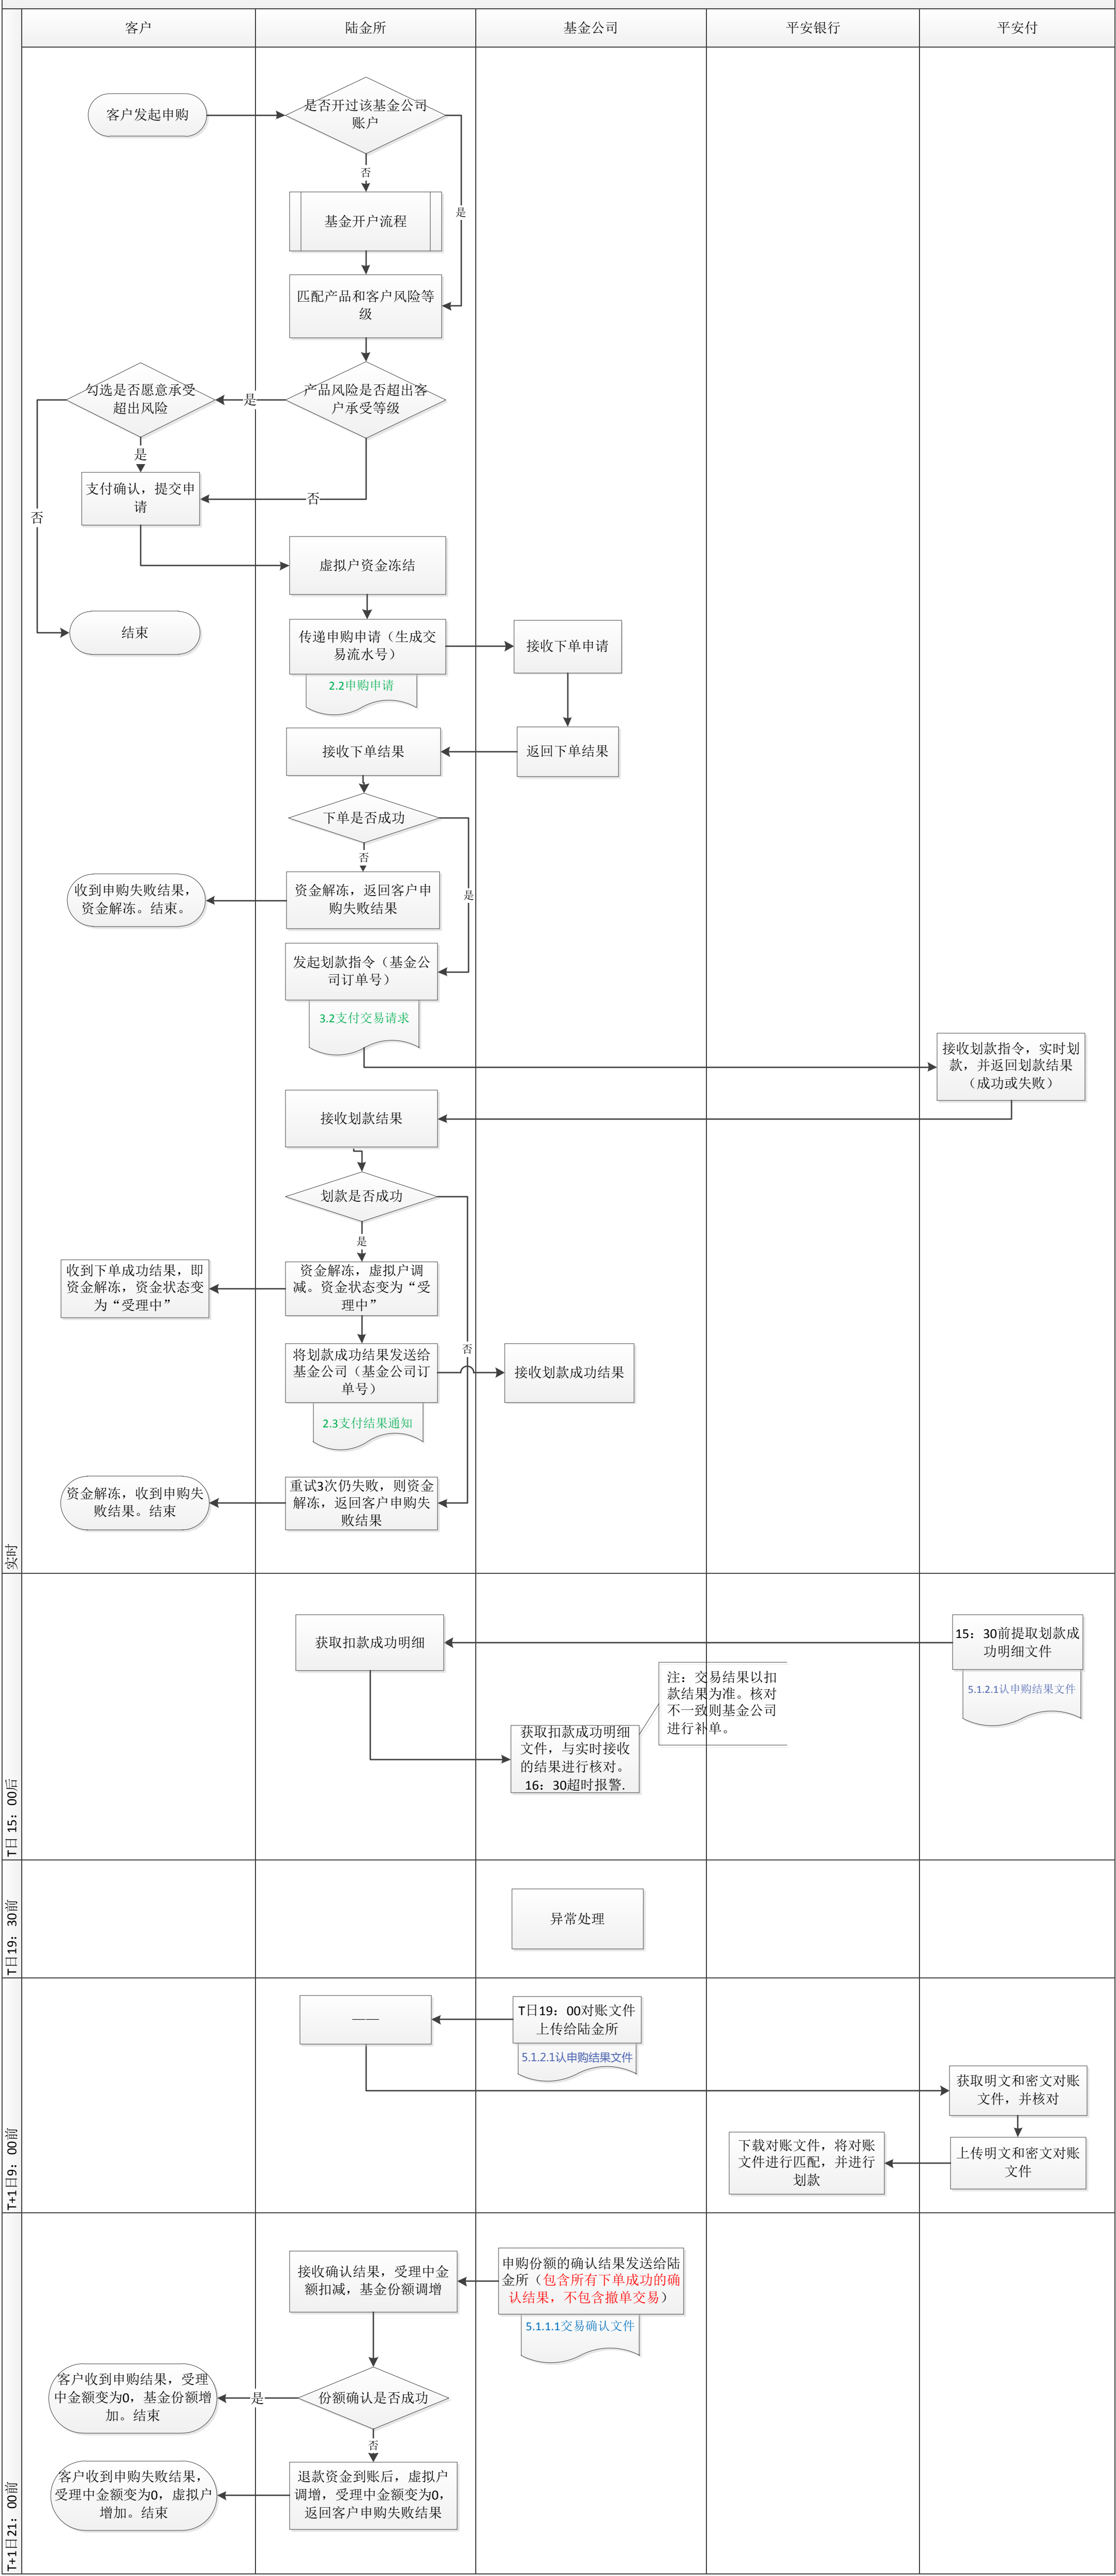 客户
陆金所
基金公司
平安银行
平安付
客户发起申购
是否开过该基金公司
账户
否
是
基金开户流程
匹配产品和客户风险等
级
产品风险是否超出客
户承受等级
是
勾选是否愿意承受
超出风险
是
否
否
支付确认，提交申
请
虚拟户资金冻结
结束
传递申购申请（生成交
易流水号）
2.2申购申请
接收下单申请
返回下单结果
接收下单结果
下单是否成功
否
是
资金解冻，返回客户申
购失败结果
收到申购失败结果，
资金解冻。结束。
发起划款指令（基金公
司订单号）
3.2支付交易请求
接收划款指令，实时划
款，并返回划款结果
（成功或失败）
接收划款结果
划款是否成功
是
否
资金解冻，虚拟户调
减。资金状态变为“受
理中”
收到下单成功结果，即
资金解冻，资金状态变
为“受理中”
将划款成功结果发送给
基金公司（基金公司订
单号）
2.3支付结果通知
接收划款成功结果
重试3次仍失败，则资金
解冻，返回客户申购失
败结果
资金解冻，收到申购失
败结果。结束
实时
获取扣款成功明细
15：30前提取划款成
功明细文件
5.1.2.1认申购结果文件
注：交易结果以扣
款结果为准。核对
不一致则基金公司
进行补单。
获取扣款成功明细
文件，与实时接收
的结果进行核对。
16：30超时报警.
T日 15：00后
异常处理
T日19：30前
——
T日19：00对账文件
上传给陆金所
5.1.2.1认申购结果文件
获取明文和密文对账
文件，并核对
上传明文和密文对账
文件
下载对账文件，将对账
文件进行匹配，并进行
划款
T+1日9：00前
申购份额的确认结果发送给陆
金所（包含所有下单成功的确
认结果，不包含撤单交易）
5.1.1.1交易确认文件
接收确认结果，受理中金
额扣减，基金份额调增
份额确认是否成功
是
否
客户收到申购结果，受理
中金额变为0，基金份额增
加。结束
退款资金到账后，虚拟户
调增，受理中金额变为0，
返回客户申购失败结果
客户收到申购失败结果，
受理中金额变为0，虚拟户
增加。结束
T+1日21：00前